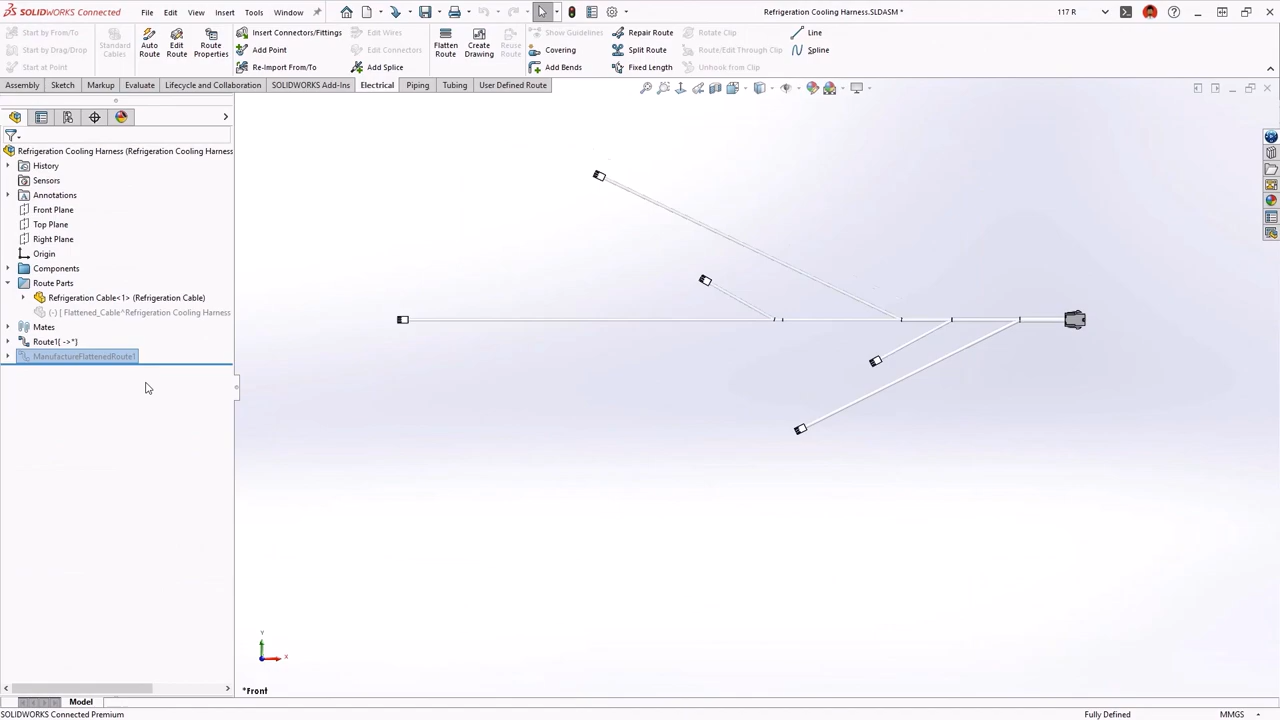 SOLIDWORKS Connected
File Edit View Insert Tools Window
Refrigeration Cooling Harness.SLDASM *
117 R
Start by From/To
Start by Drag/Drop
Start at Point
Standard Cables
Auto Route
Edit Route
Route Properties
Insert Connectors/Fittings
Add Point
Re-Import From/To
Edit Wires
Edit Connectors
Add Splice
Flatten Route
Create Drawing
Reuse Route
Show Guidelines
Covering
Add Bends
Repair Route
Split Route
Fixed Length
Rotate Clip
Route/Edit Through Clip
Unhook from Clip
Line
Spline
Assembly Sketch Markup Evaluate Lifecycle and Collaboration SOLIDWORKS Add-Ins Electrical Piping Tubing User Defined Route
Refrigeration Cooling Harness (Refrigeration Cooling Harness
History
Sensors
Annotations
Front Plane
Top Plane
Right Plane
Origin
Components
Route Parts
Refrigeration Cable<1> (Refrigeration Cable)
(-) [ Flattened_Cable^Refrigeration Cooling Harness
Mates
Route1[ ->*]
ManufactureFlattenedRoute1
Y
X
*Front
Model
SOLIDWORKS Connected Premium
Fully Defined
MMGS